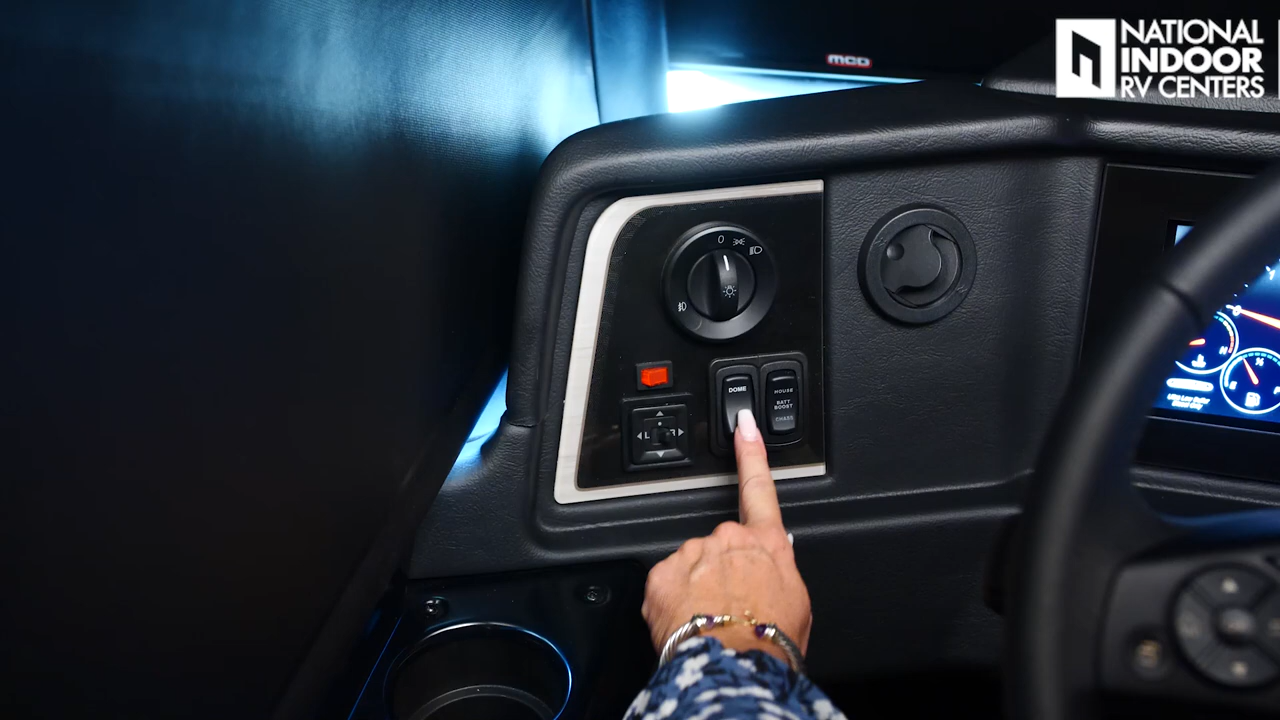 MCD
NATIONAL
INDOOR
RV CENTERS
0
DOME
HOUSE
BATT
BOOST
CHASS
L